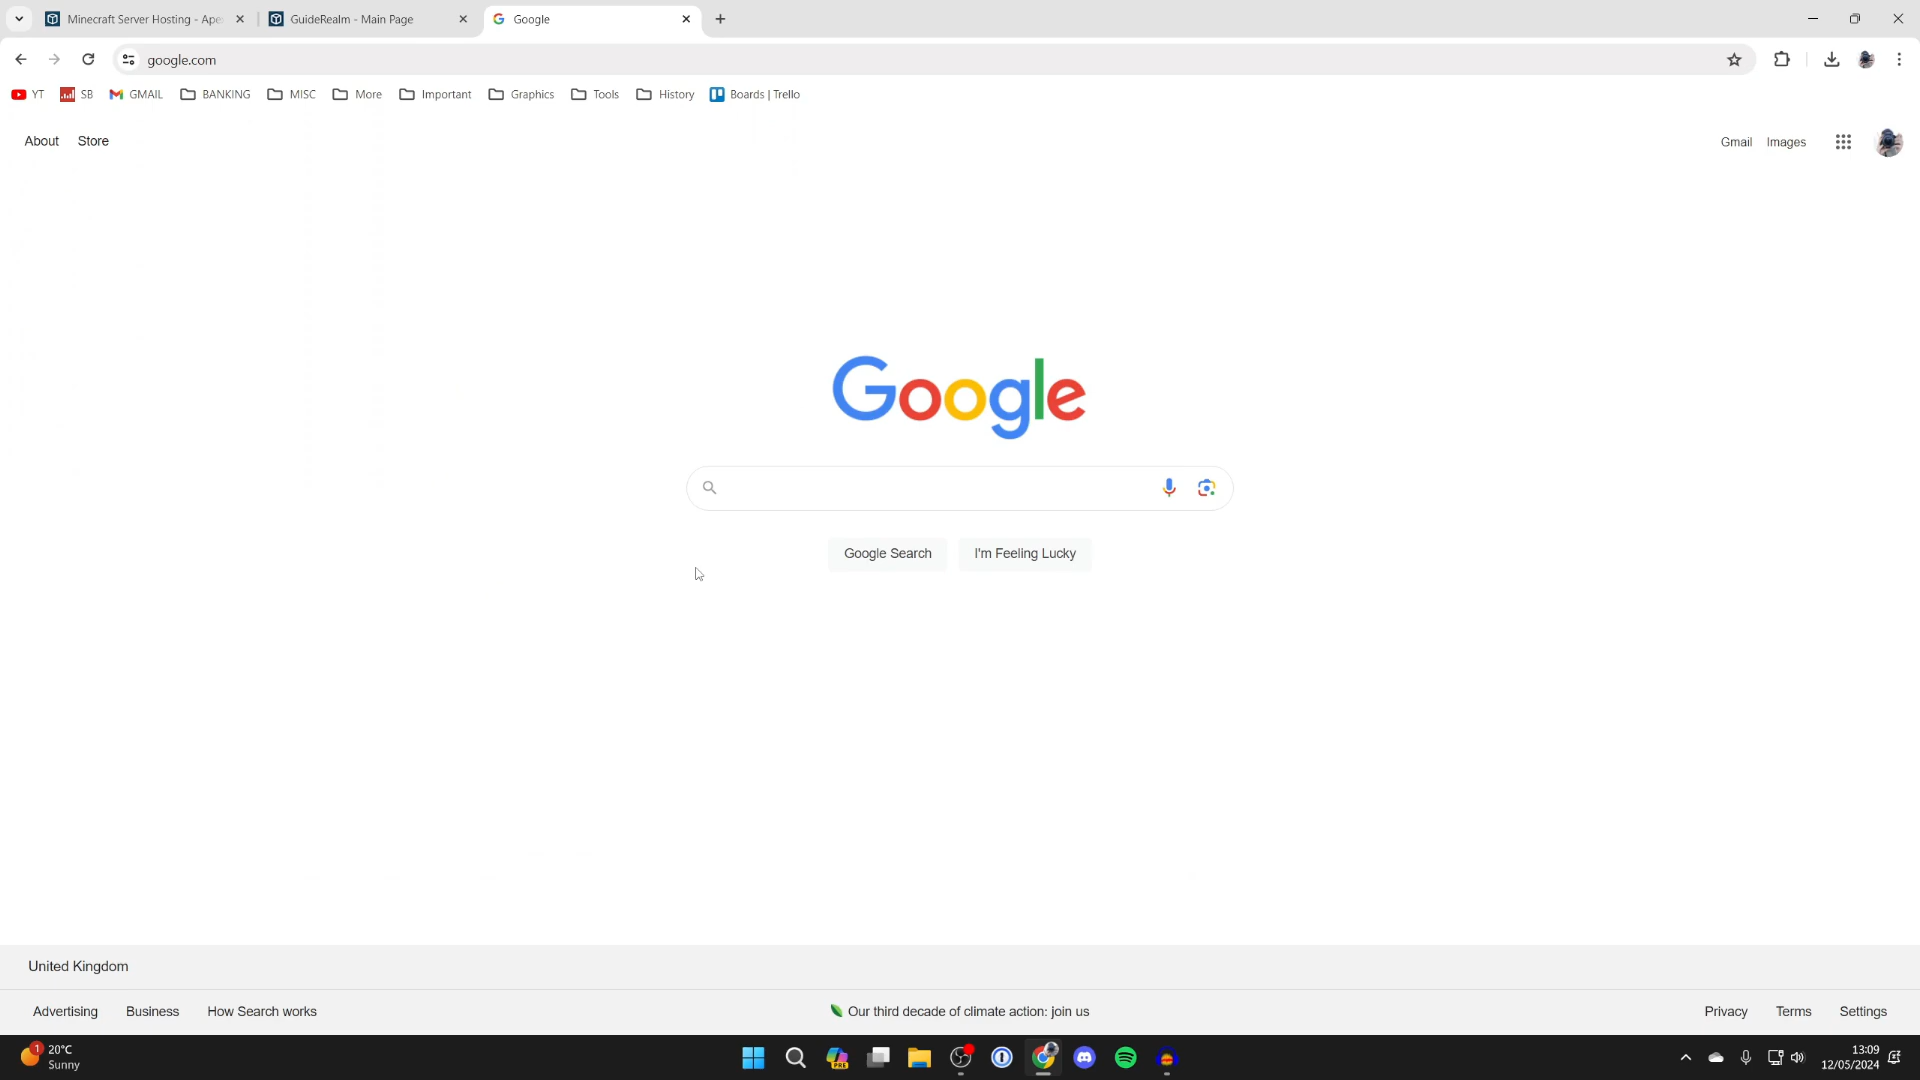 Minecraft Server Hosting - Ape
GuideRealm - Main Page
Google
google.com
YT
SB
GMAIL
BANKING
MISC
More
Important
Graphics
Tools
History
Boards | Trello
About
Store
Gmail
Images
Google
Google Search
I'm Feeling Lucky
United Kingdom
Advertising
Business
How Search works
Our third decade of climate action: join us
Privacy
Terms
Settings
1
20°C
Sunny
PRE
13:09
12/05/2024